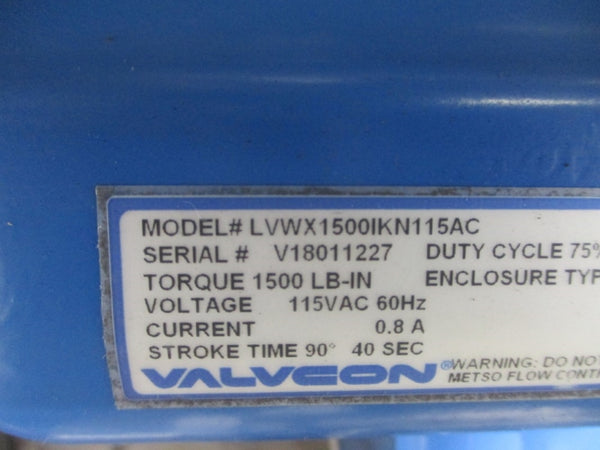 MODEL# LVWX1500IKN115AC
SERIAL # V18011227 DUTY CYCLE 75%
TORQUE 1500 LB-IN ENCLOSURE TYP
VOLTAGE 115VAC 60Hz
CURRENT 0.8 A
STROKE TIME 90° 40 SEC
VALVCON® WARNING: DO NOT
METSO FLOW CONT